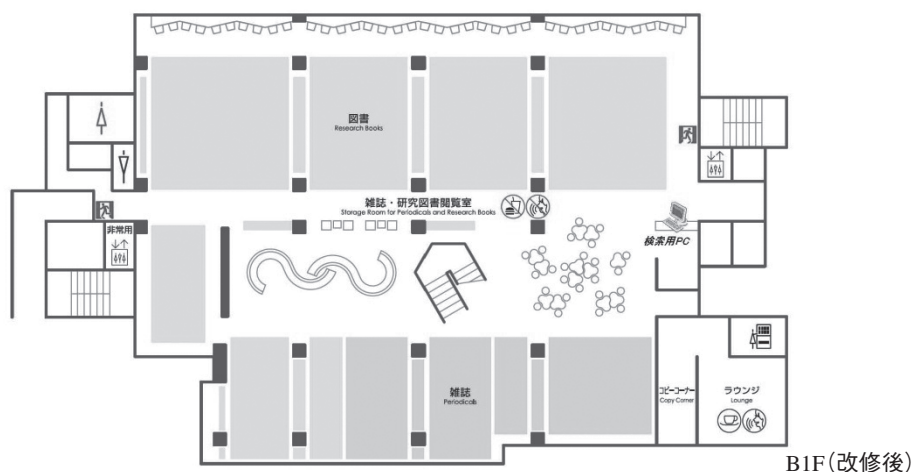 図書
Research Books
雑誌・研究図書閲覧室
Storage Room for Periodicals and Research Books
非常用
検索用PC
雑誌
Periodicals
コピーコーナー
Copy Corner
ラウンジ
Lounge
B1F(改修後)